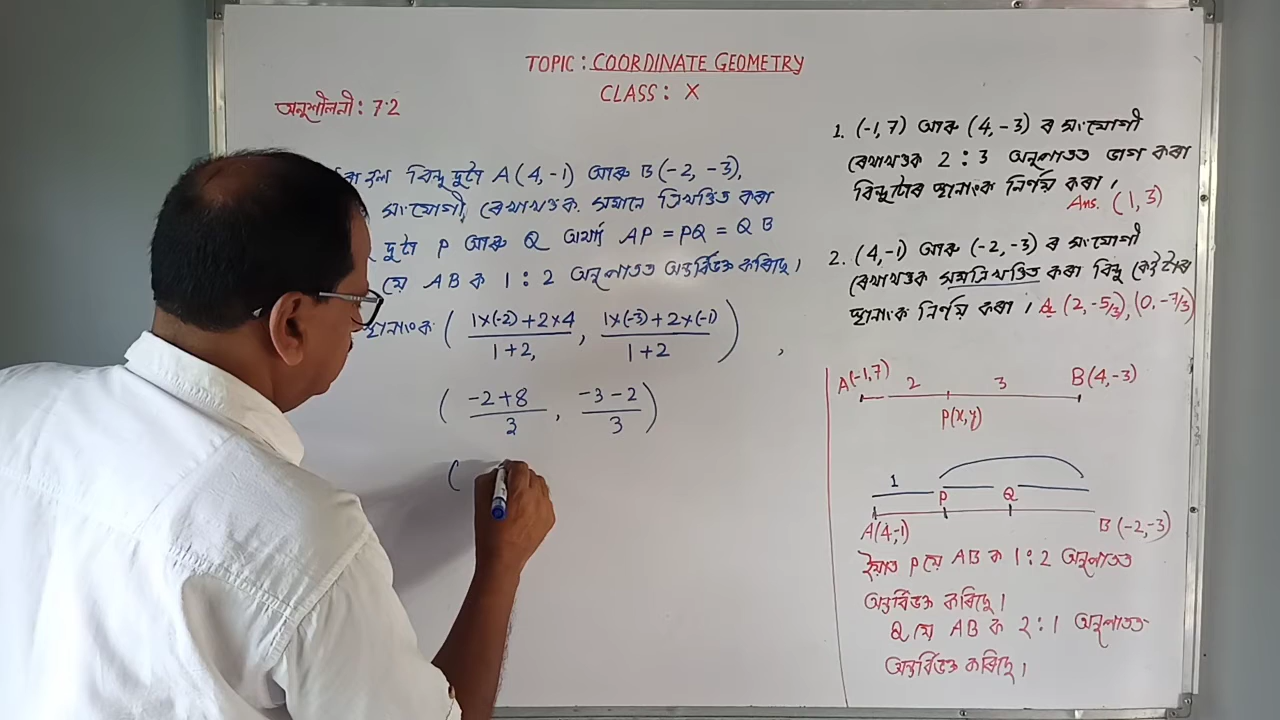 TOPIC: COORDINATE GEOMETRY
CLASS: X
অনুশীলনী: 7.2
হ'ল বিন্দু দুটা A(4,-1) আৰু B(-2, -3),
সংযোগী ৰেখাখণ্ডক সমানে ত্ৰিখণ্ডিত কৰা
দুটা P আৰু Q অৰ্থাৎ AP = PQ = QB
য়ে AB ক 1:2 অনুপাতত অন্তৰ্বিভক্ত কৰিছে।
স্থানাংক ( 1×(-2)+2×4 / 1+2, , 1×(-3)+2×(-1) / 1+2 ) ,
( -2+8 / 3 , -3-2 / 3 )
(
1. (-1,7) আৰু (4,-3) ৰ সংযোগী
ৰেখাখণ্ডক 2:3 অনুপাতত ভাগ কৰা
বিন্দুটোৰ স্থানাংক নিৰ্ণয় কৰা।
Ans. (1,3)
2. (4,-1) আৰু (-2,-3) ৰ সংযোগী
ৰেখাখণ্ডক সমত্ৰিখণ্ডিত কৰা বিন্দু কেইটাৰ
স্থানাংক নিৰ্ণয় কৰা। A (2,-5/3), (0,-7/3)
A(-1,7) 2 3 B(4,-3)
P(x,y)
1
P Q
A(4,-1) B(-2,-3)
ইয়াত P য়ে AB ক 1:2 অনুপাতত
অন্তৰ্বিভক্ত কৰিছে।
Q য়ে AB ক 2:1 অনুপাতত
অন্তৰ্বিভক্ত কৰিছে।